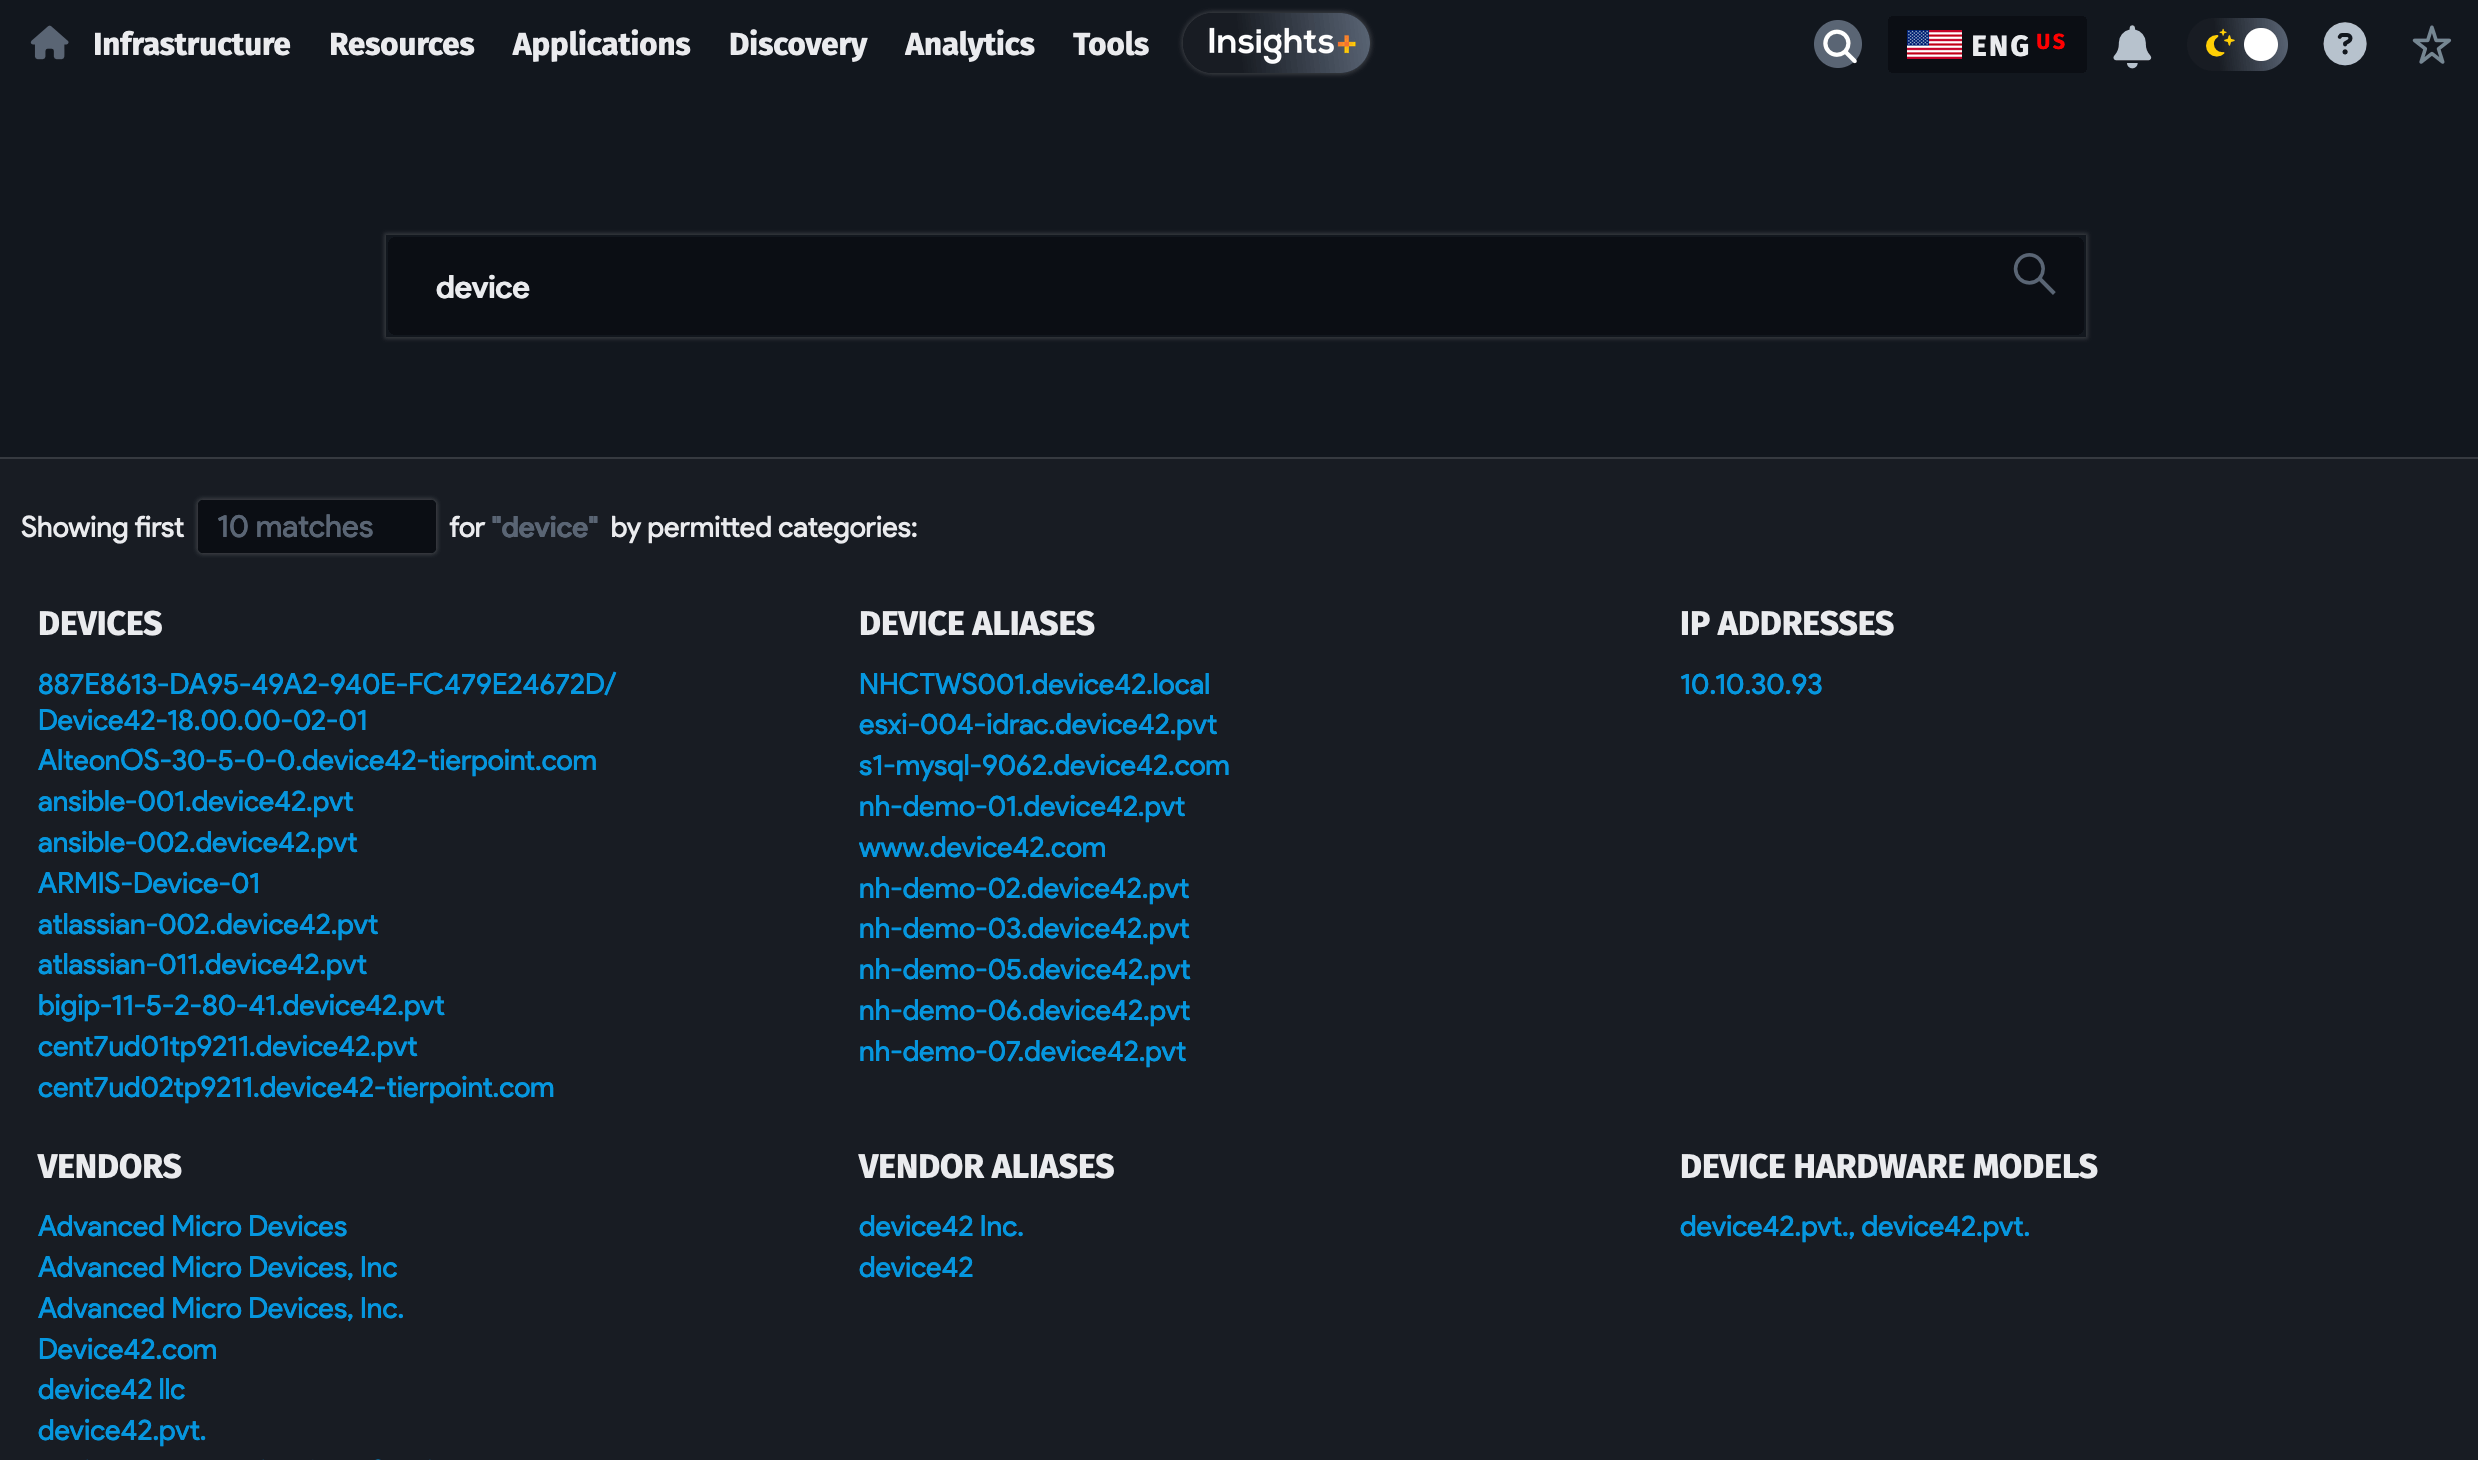 Infrastructure Resources Applications Discovery Analytics Tools Insights+ ENG US ?
device
Showing first 10 matches for "device" by permitted categories:
DEVICES
887E8613-DA95-49A2-940E-FC479E24672D/
Device42-18.00.00-02-01
AlteonOS-30-5-0-0.device42-tierpoint.com
ansible-001.device42.pvt
ansible-002.device42.pvt
ARMIS-Device-01
atlassian-002.device42.pvt
atlassian-011.device42.pvt
bigip-11-5-2-80-41.device42.pvt
cent7ud01tp9211.device42.pvt
cent7ud02tp9211.device42-tierpoint.com
DEVICE ALIASES
NHCTWS001.device42.local
esxi-004-idrac.device42.pvt
s1-mysql-9062.device42.com
nh-demo-01.device42.pvt
www.device42.com
nh-demo-02.device42.pvt
nh-demo-03.device42.pvt
nh-demo-05.device42.pvt
nh-demo-06.device42.pvt
nh-demo-07.device42.pvt
IP ADDRESSES
10.10.30.93
VENDORS
Advanced Micro Devices
Advanced Micro Devices, Inc
Advanced Micro Devices, Inc.
Device42.com
device42 llc
device42.pvt.
VENDOR ALIASES
device42 Inc.
device42
DEVICE HARDWARE MODELS
device42.pvt., device42.pvt.